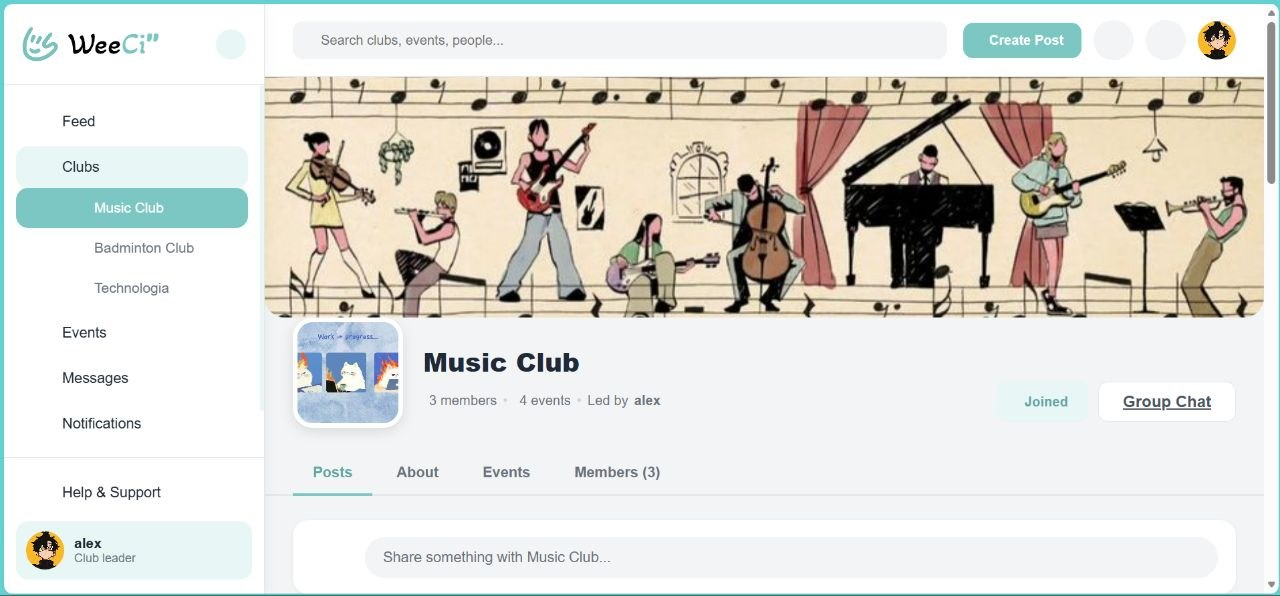 WeeCi"
Search clubs, events, people...
Create Post
Feed
Clubs
Music Club
Badminton Club
Technologia
Events
Messages
Notifications
Help & Support
alex
Club leader
Work in progress...
Music Club
3 members • 4 events • Led by alex
Joined
Group Chat
Posts
About
Events
Members (3)
Share something with Music Club...